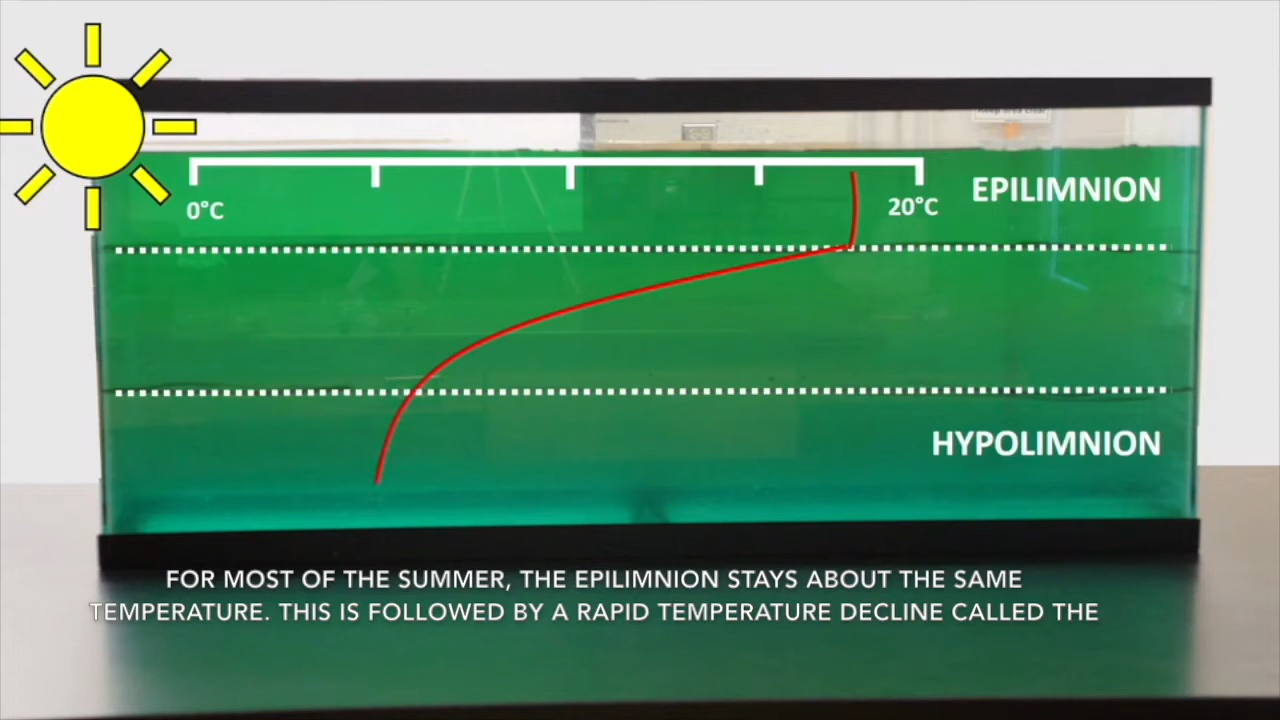 EPILIMNION
0°C
20°C
HYPOLIMNION
FOR MOST OF THE SUMMER, THE EPILIMNION STAYS ABOUT THE SAME
TEMPERATURE. THIS IS FOLLOWED BY A RAPID TEMPERATURE DECLINE CALLED THE